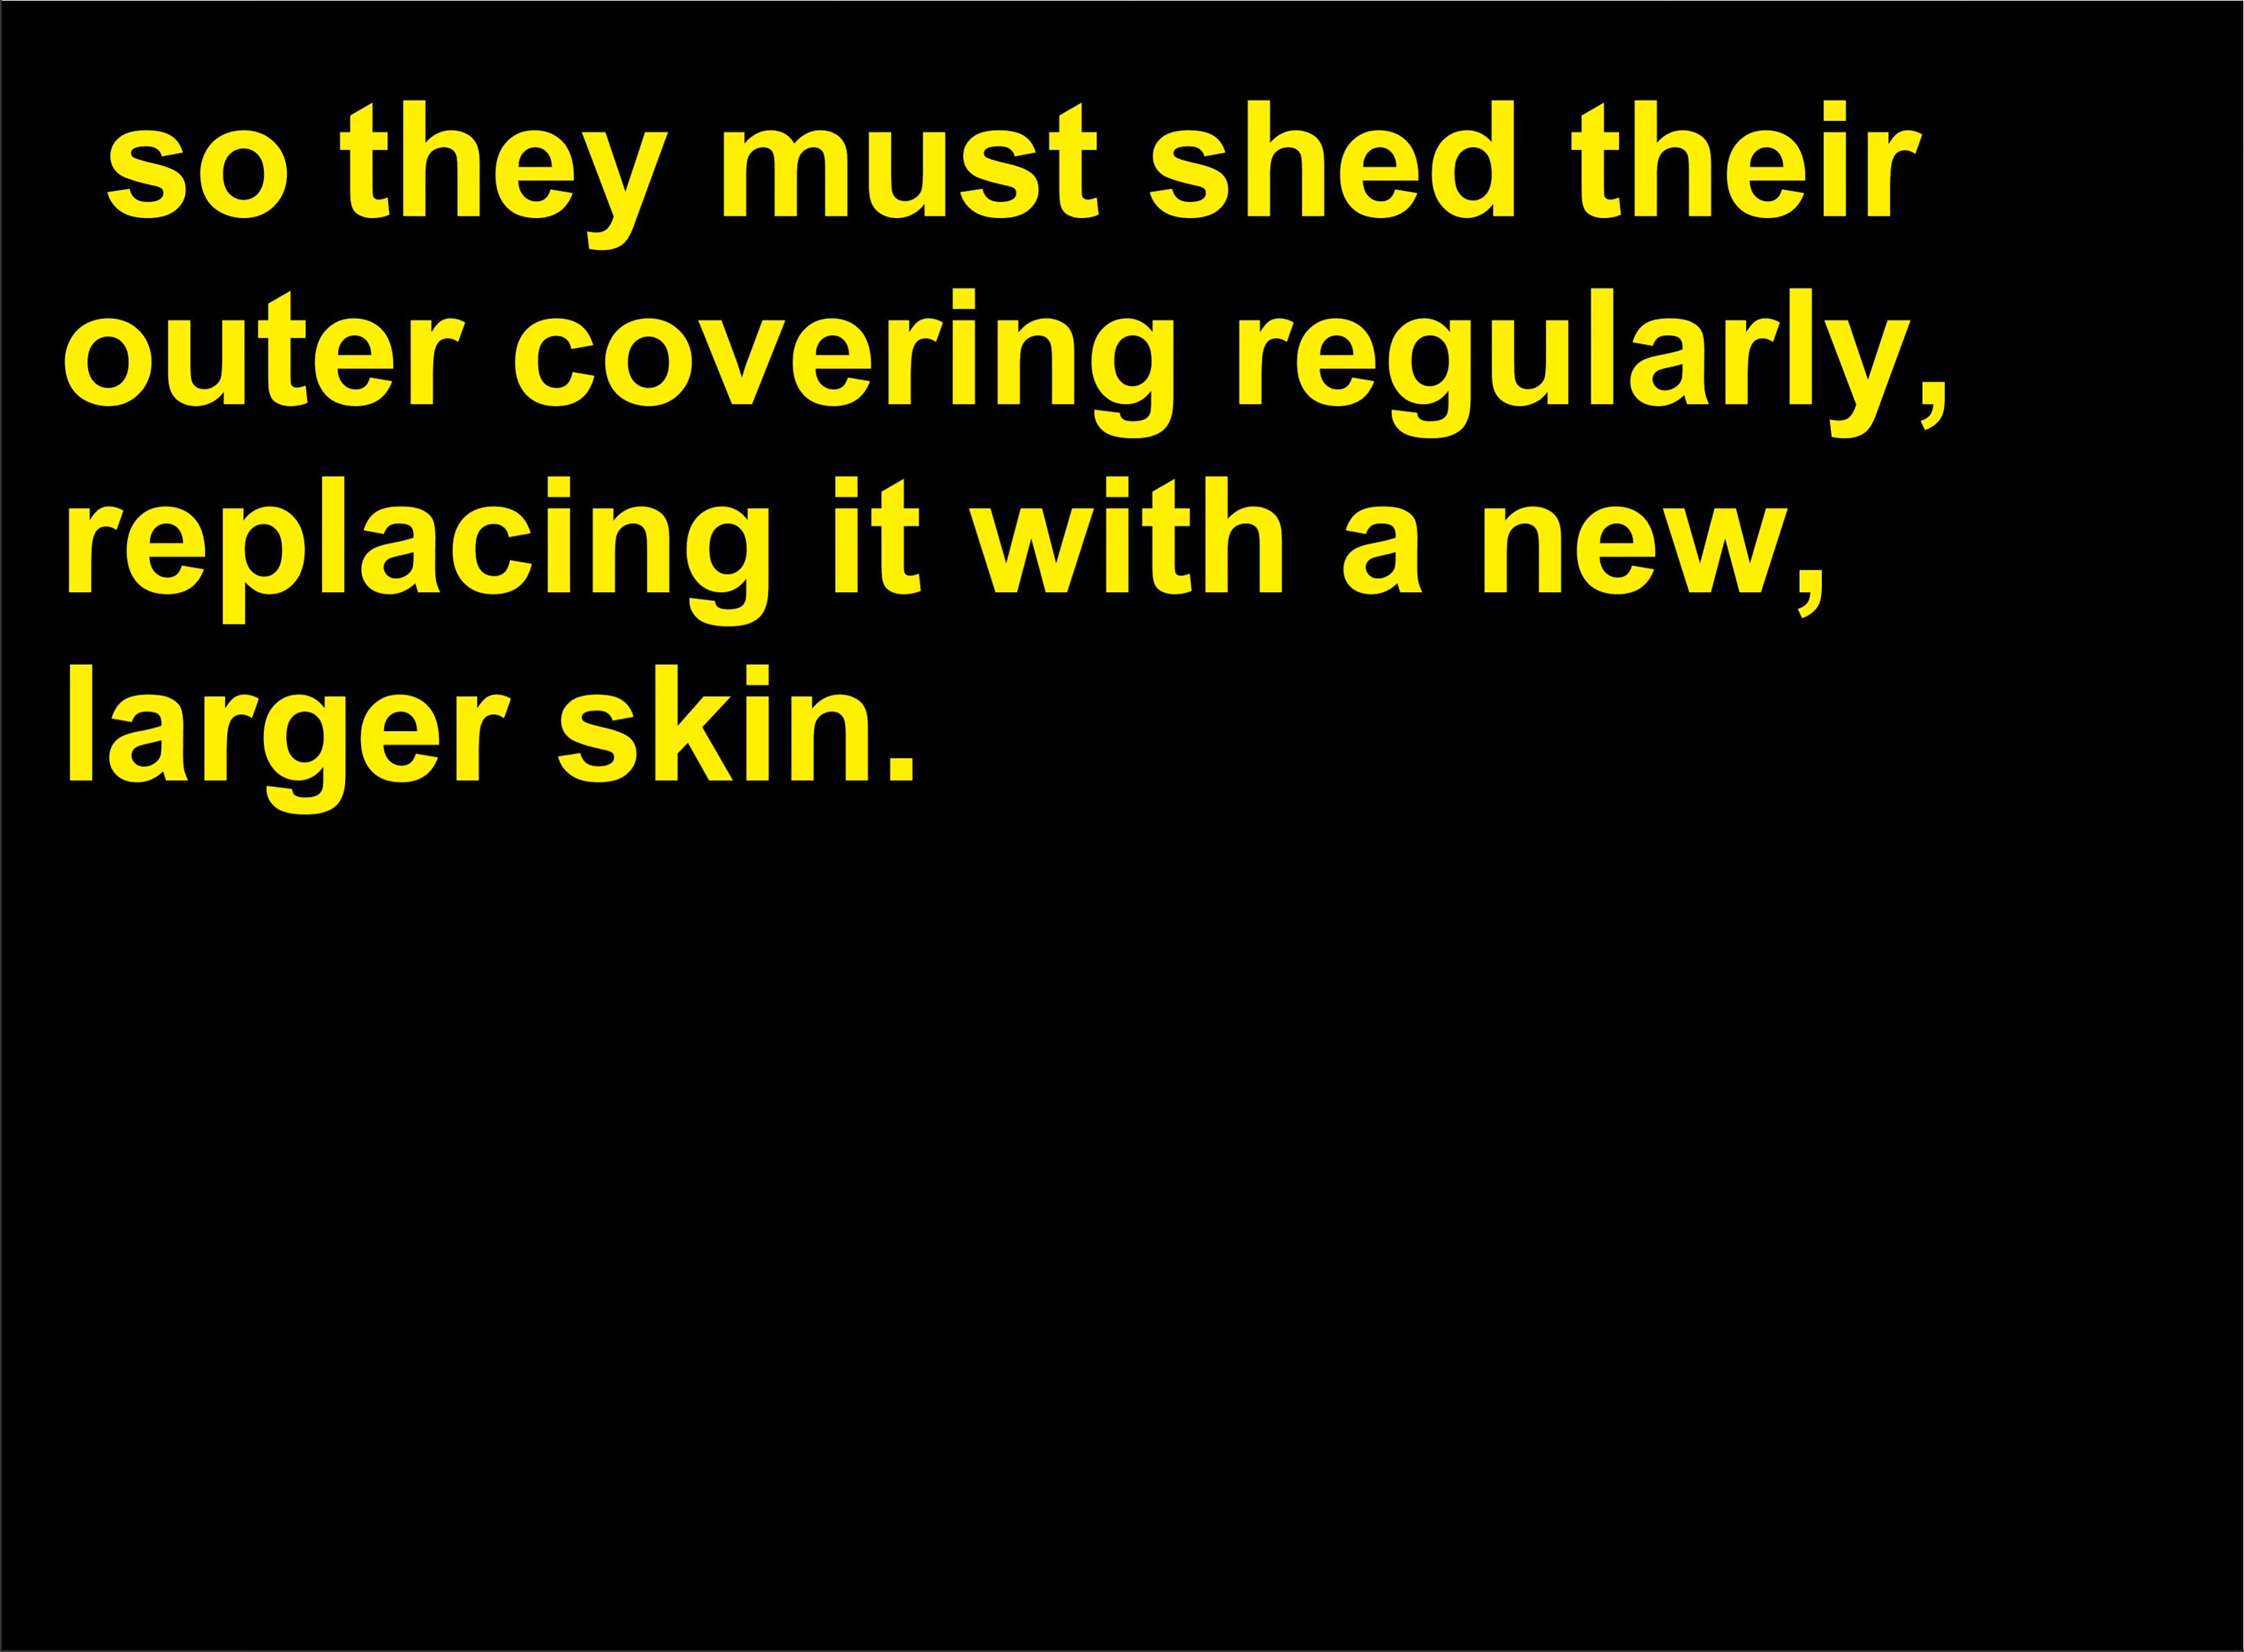 so they must shed their
outer covering regularly,
replacing it with a new,
larger skin.